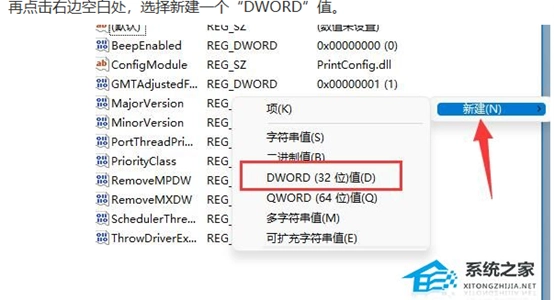 再点击右边空白处，选择新建一个“DWORD”值。
(默认) REG_SZ (数值未设置)
BeepEnabled REG_DWORD 0x00000000 (0)
ConfigModule REG_SZ PrintConfig.dll
GMTAdjustedF... REG_DWORD 0x00000001 (1)
MajorVersion REG_
MinorVersion REG_
PortThreadPri... REG_
PriorityClass REG_
RemoveMPDW REG_
RemoveMXDW REG_
SchedulerThre... REG_
ThrowDriverEx... REG_
新建(N)
项(K)
字符串值(S)
二进制值(B)
DWORD (32 位)值(D)
QWORD (64 位)值(Q)
多字符串值(M)
可扩充字符串值(E)
系统之家
XITONGZHIJIA.NET